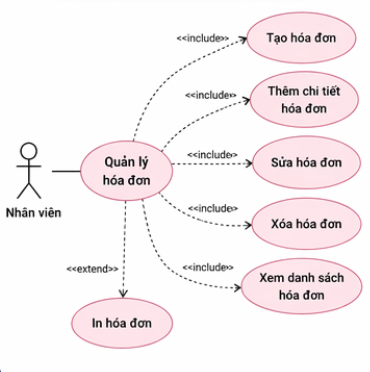 <<include>>
Tạo hóa đơn
<<include>>
Thêm chi tiết
hóa đơn
Quản lý
hóa đơn
<<include>>
Sửa hóa đơn
Nhân viên
<<include>
Xóa hóa đơn
<<extend>>
<<include>>
Xem danh sách
hóa đơn
In hóa đơn